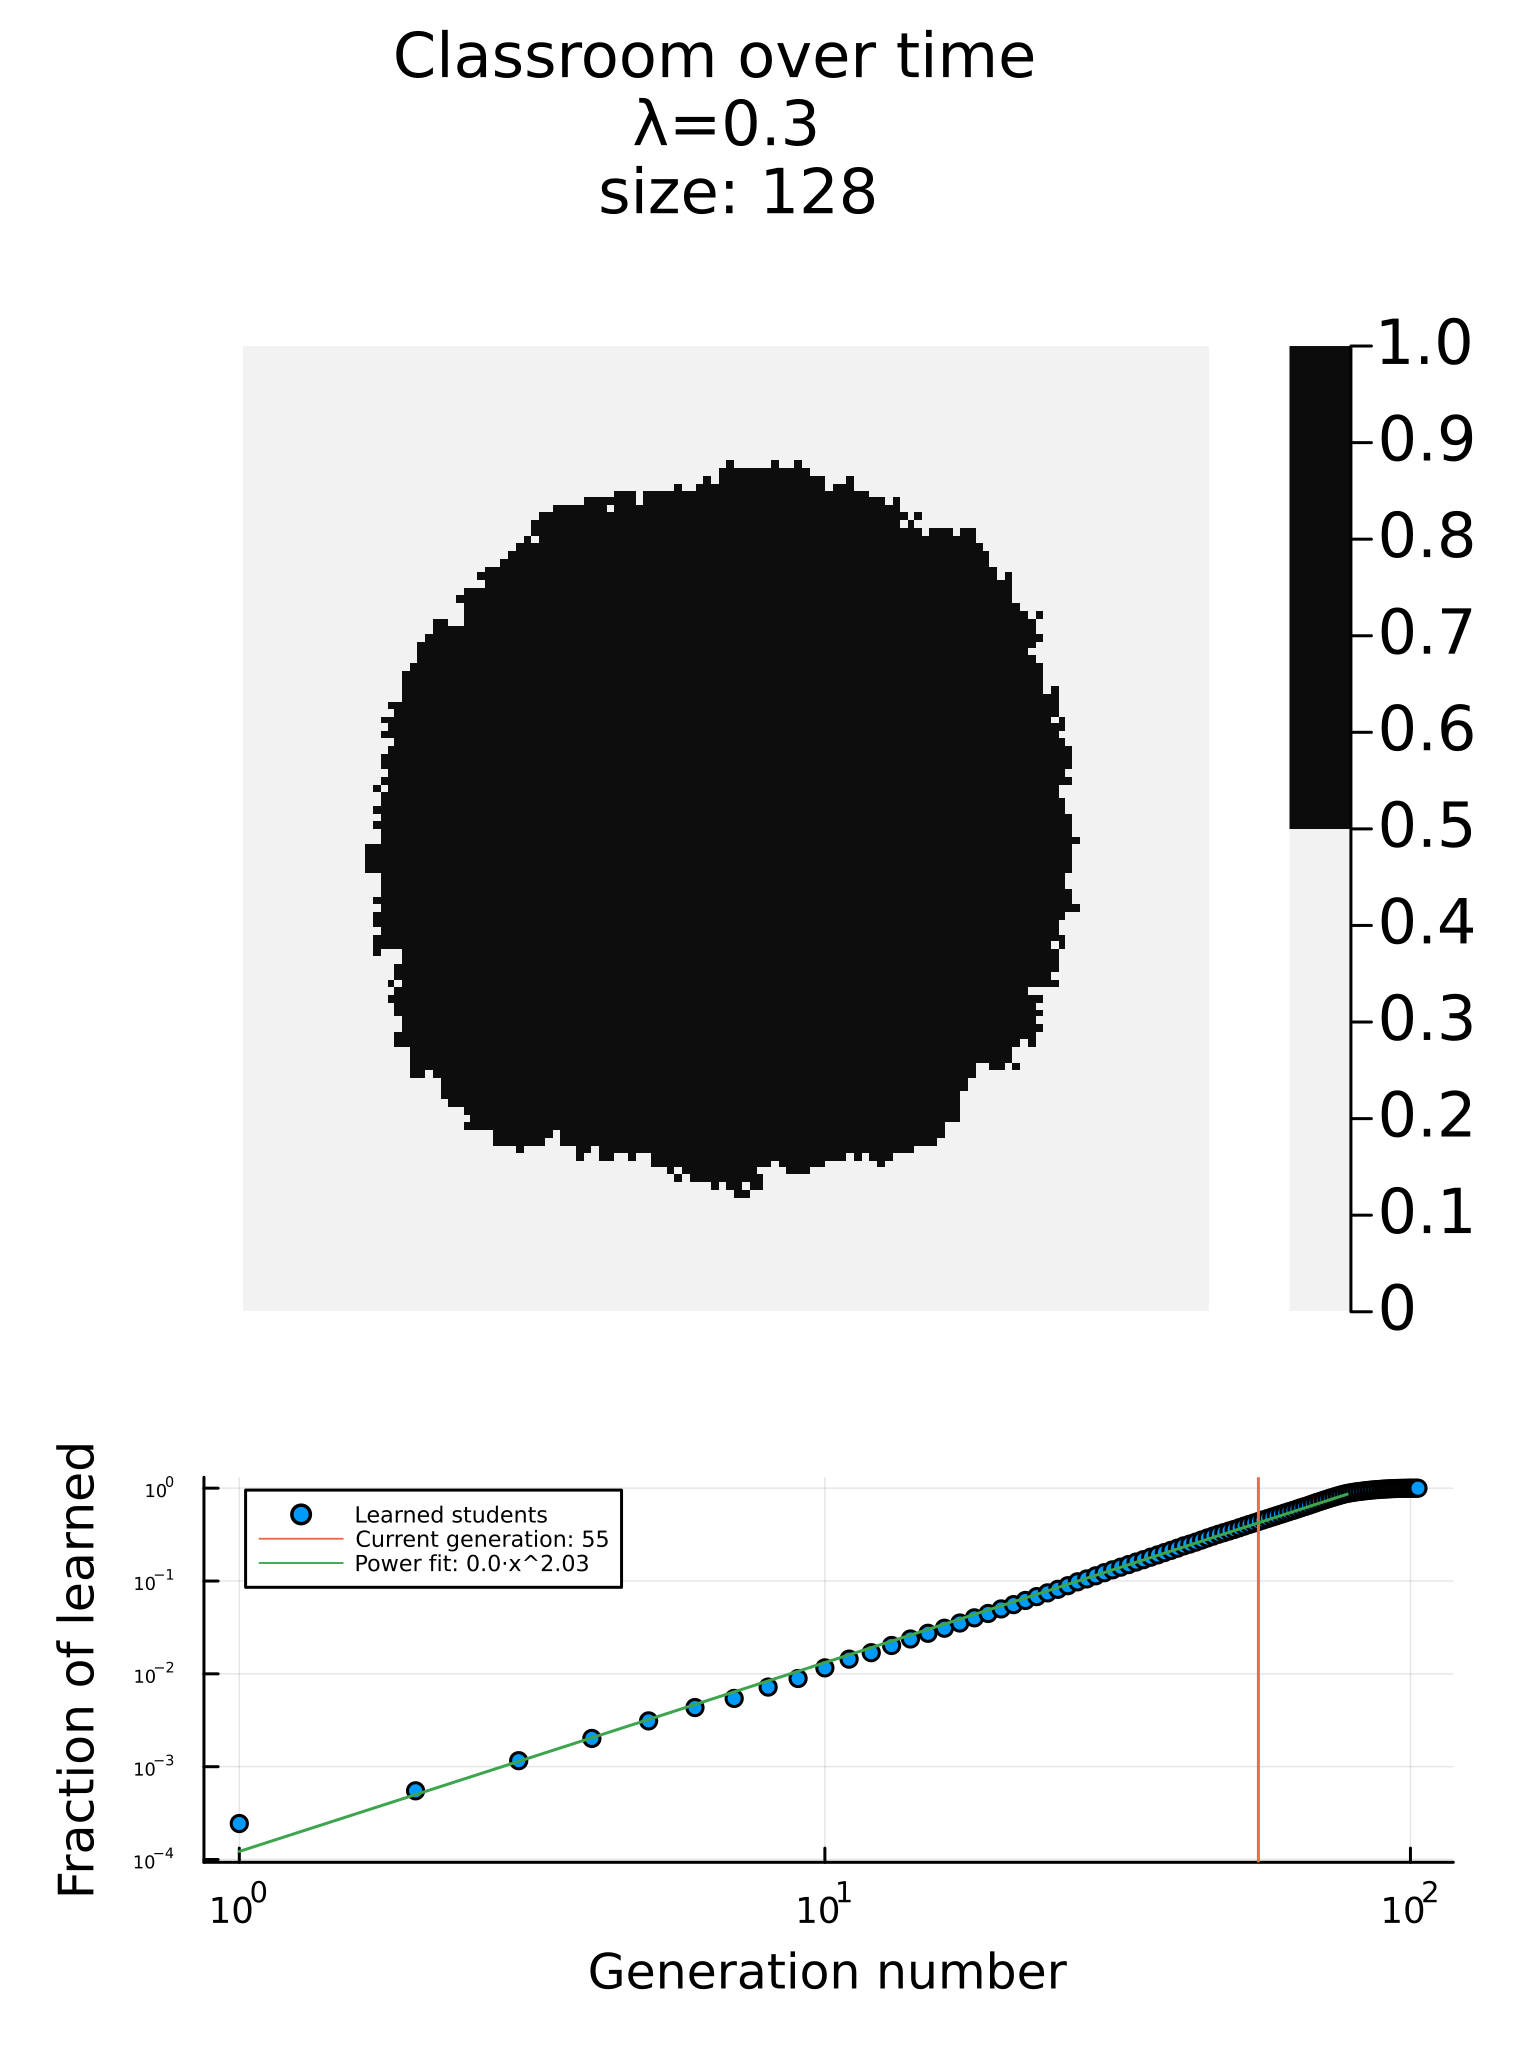 Classroom over time
λ=0.3
size: 128
1.0
0.9
0.8
0.7
0.6
0.5
0.4
0.3
0.2
0.1
0
Fraction of learned
10^0
10^-1
10^-2
10^-3
10^-4
Learned students
Current generation: 55
Power fit: 0.0·x^2.03
10^0 10^1 10^2
Generation number